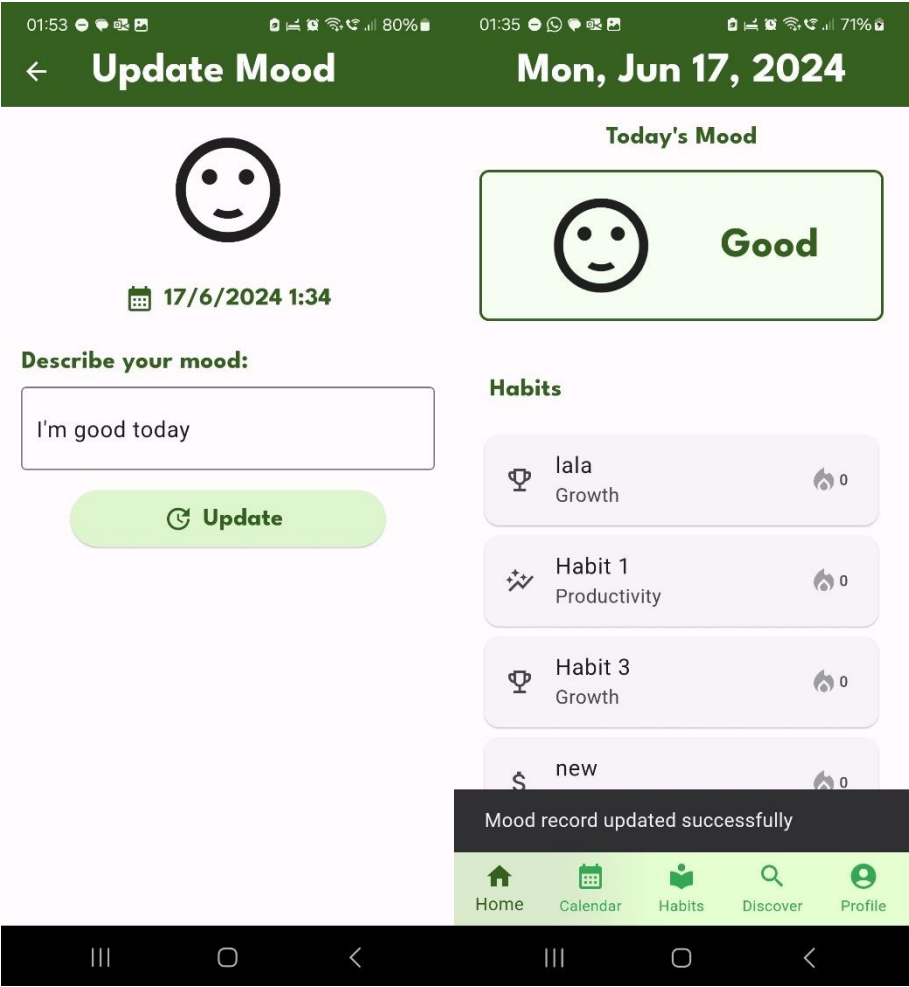 01:53
80%
Update Mood
17/6/2024 1:34
Describe your mood:
I'm good today
Update
01:35
71%
Mon, Jun 17, 2024
Today's Mood
Good
Habits
lala
Growth
0
Habit 1
Productivity
0
Habit 3
Growth
0
new
0
Mood record updated successfully
Home Calendar Habits Discover Profile